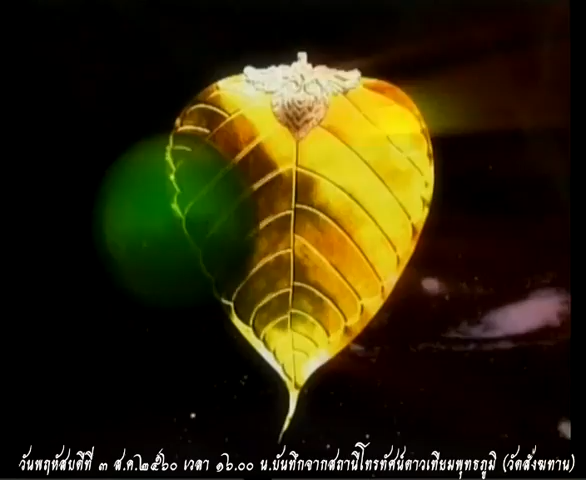 วันพฤหัสบดีที่ ๓ ส.ค.๒๕๖๐ เวลา ๑๖.๐๐ น.บันทึกจากสถานีโทรทัศน์ดาวเทียมพุทธภูมิ (วัดสังฆทาน)